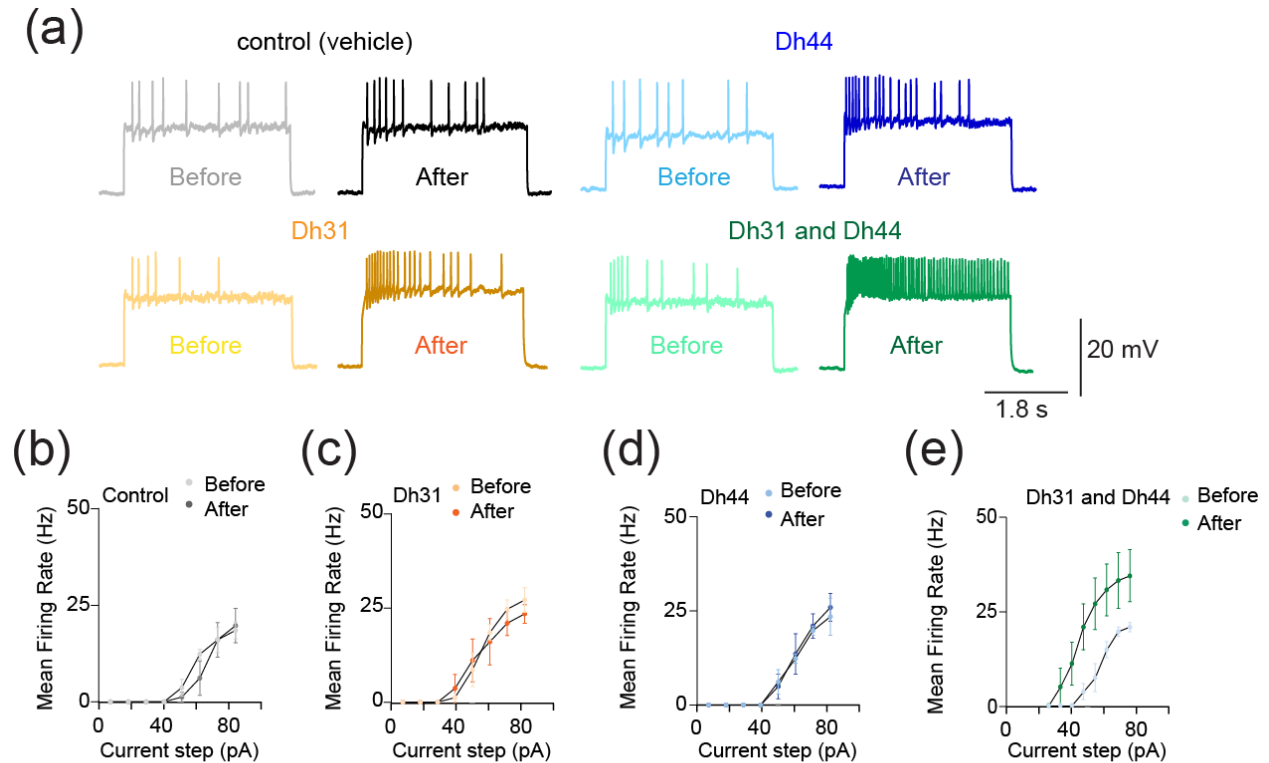 (a)
control (vehicle)
Dh44
Before
After
Before
After
Dh31
Dh31 and Dh44
Before
After
Before
After
20 mV
1.8 s
(b)
Control
Before
After
Mean Firing Rate (Hz)
50
25
0
0 40 80
Current step (pA)
(c)
Dh31
Before
After
Mean Firing Rate (Hz)
50
25
0
0 40 80
Current step (pA)
(d)
Dh44
Before
After
Mean Firing Rate (Hz)
50
25
0
0 40 80
Current step (pA)
(e)
Dh31 and Dh44
Before
After
Mean Firing Rate (Hz)
50
25
0
0 40 80
Current step (pA)